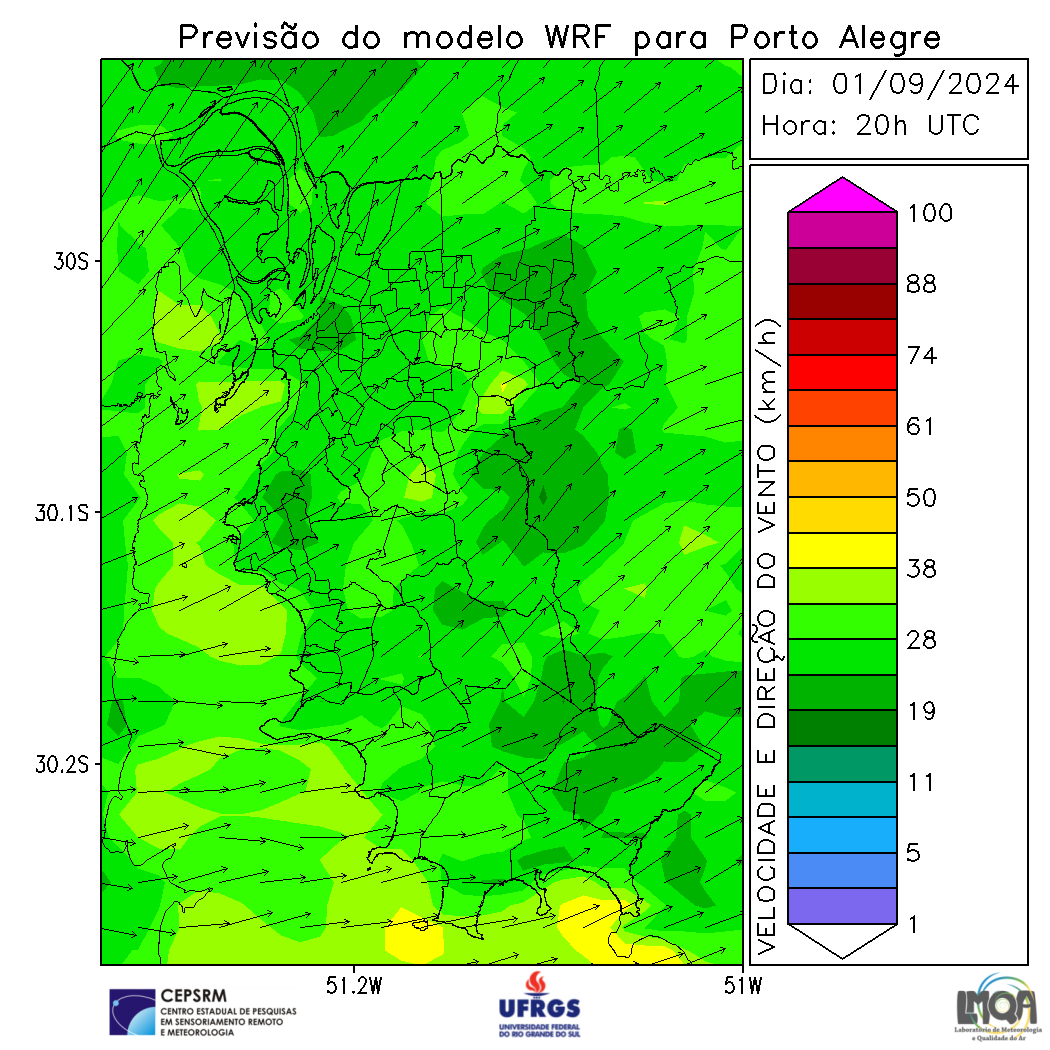 Previsão do modelo WRF para Porto Alegre
Dia: 01/09/2024
Hora: 20h UTC
30S
30.1S
30.2S
51.2W
51W
VELOCIDADE E DIREÇÃO DO VENTO (km/h)
100
88
74
61
50
38
28
19
11
5
1
CEPSRM
CENTRO ESTADUAL DE PESQUISAS
EM SENSORIAMENTO REMOTO
E METEOROLOGIA
UFRGS
UNIVERSIDADE FEDERAL
DO RIO GRANDE DO SUL
LMQA
Laboratório de Meteorologia
e Qualidade do Ar